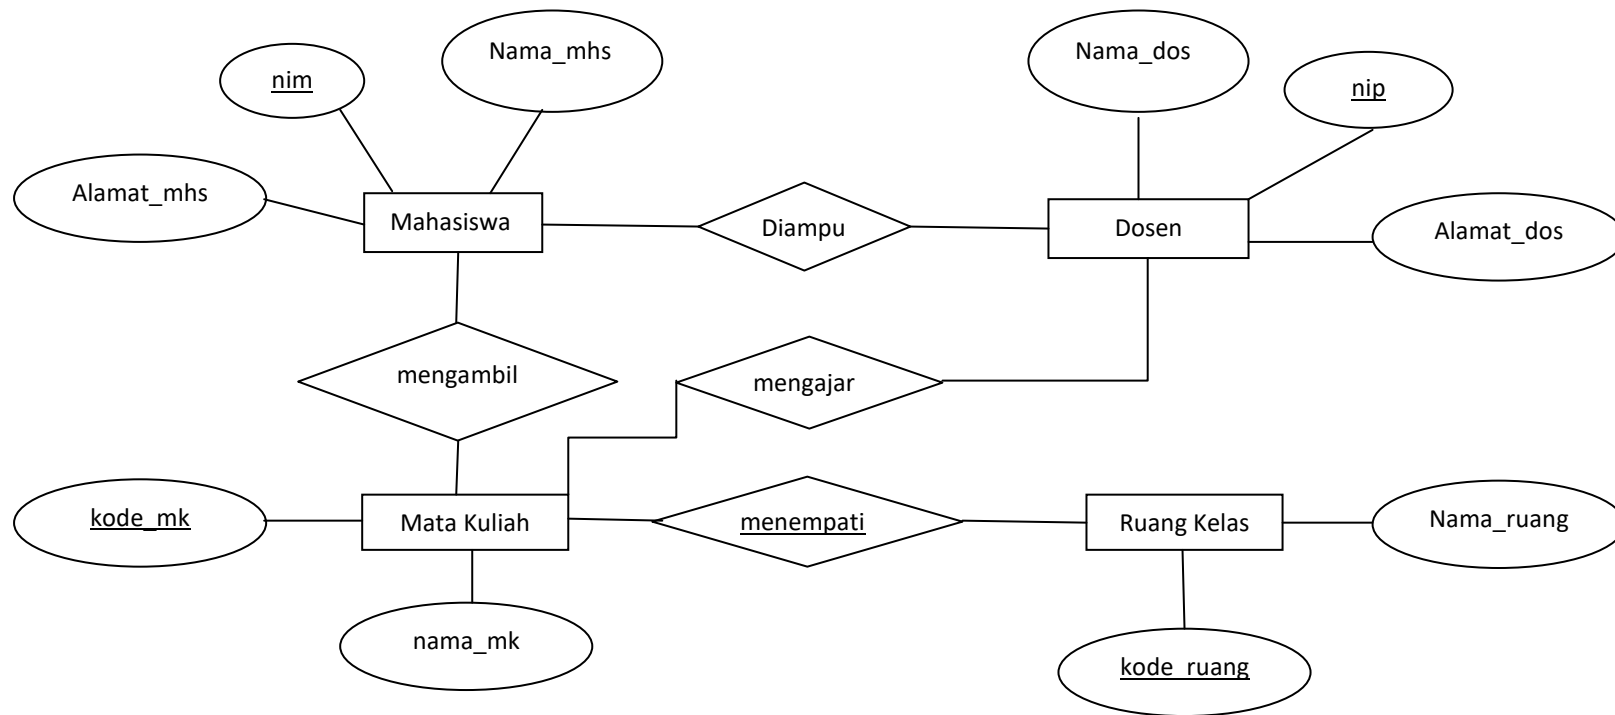 Nama_mhs
Nama_dos
nim
nip
Alamat_mhs
Mahasiswa
Diampu
Dosen
Alamat_dos
mengambil
mengajar
kode_mk
Mata Kuliah
menempati
Ruang Kelas
Nama_ruang
nama_mk
kode_ruang